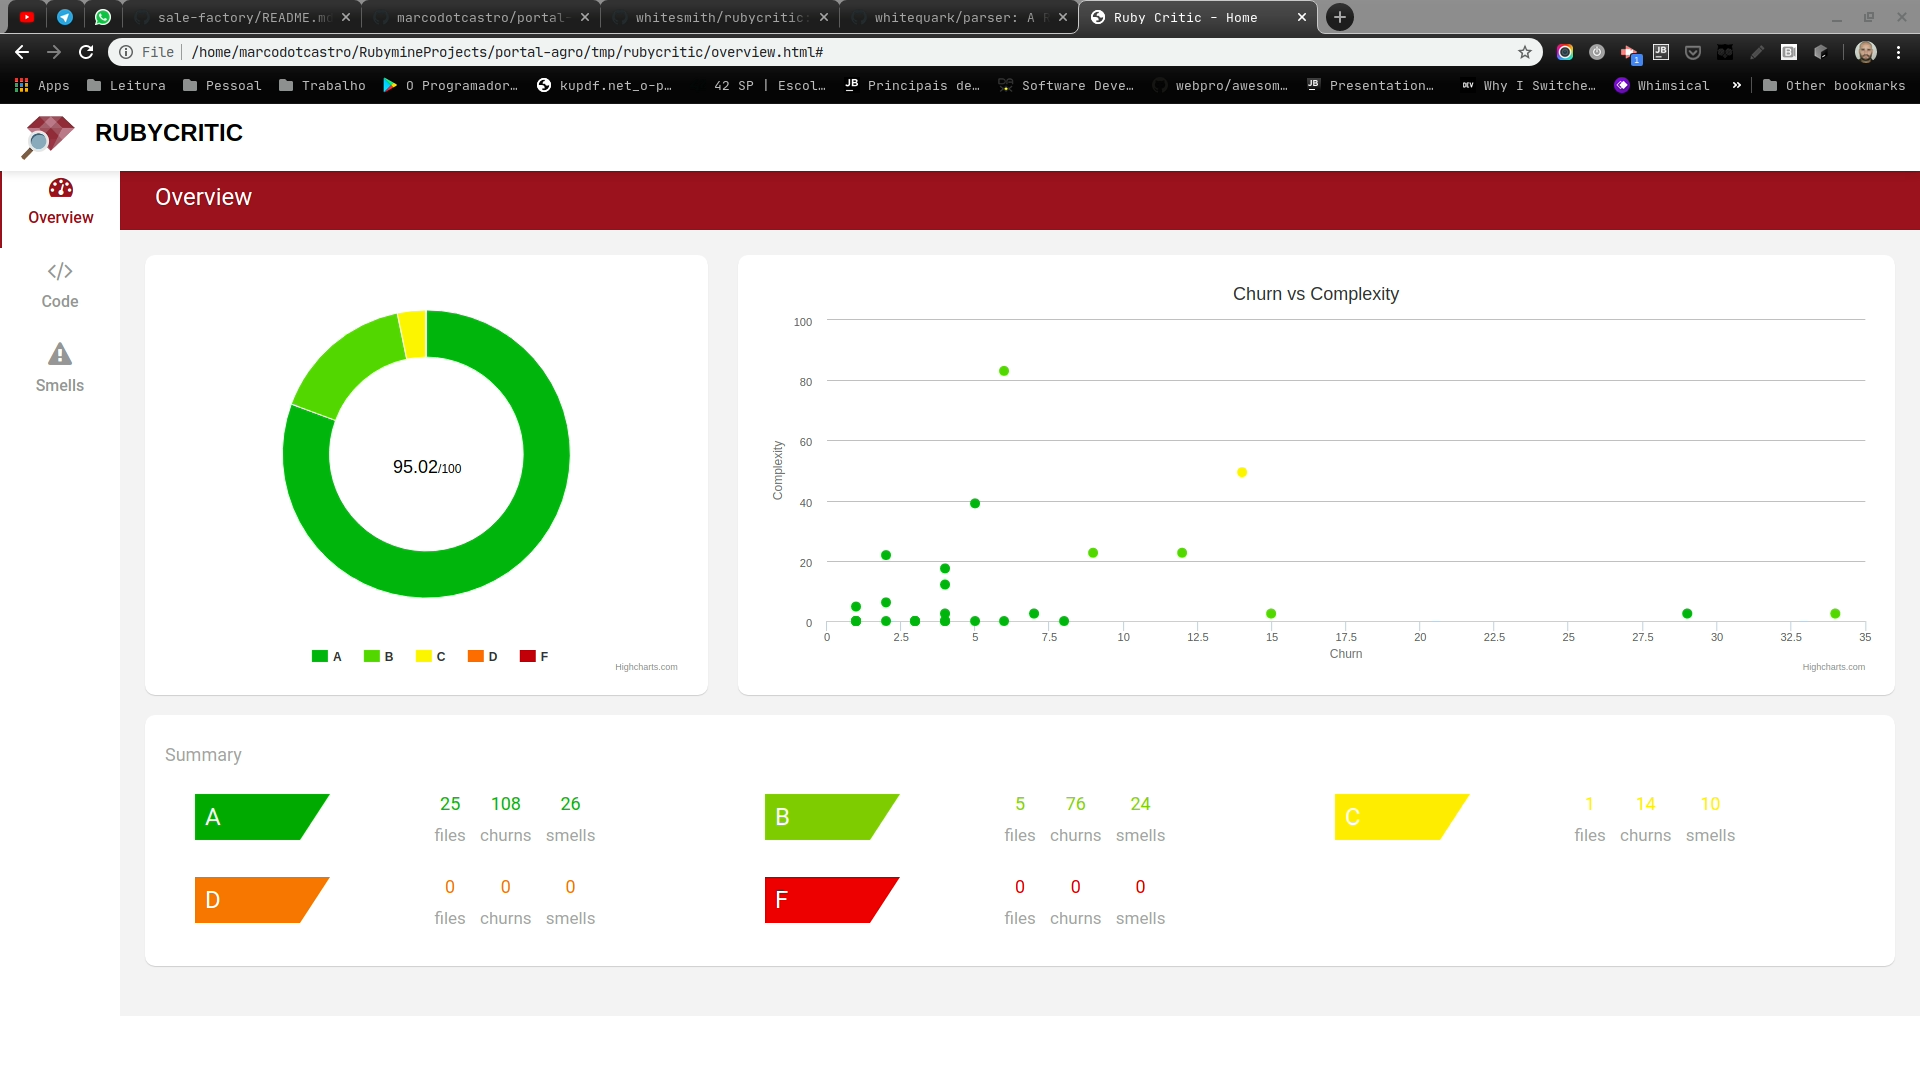 sale-factory/README.md
marcodotcastro/portal-
whitesmith/rubycritic:
whitequark/parser: A R
Ruby Critic - Home
File
/home/marcodotcastro/RubymineProjects/portal-agro/tmp/rubycritic/overview.html#
1
Apps
Leitura
Pessoal
Trabalho
O Programador…
kupdf.net_o-p…
42 SP | Escol…
JB
Principais de…
Software Deve…
webpro/awesom…
JB
Presentation…
DEV
Why I Switche…
Whimsical
»
Other bookmarks
RUBYCRITIC
Overview
Code
Smells
Overview
95.02/100
A B C D F
Highcharts.com
Churn vs Complexity
Complexity
100
80
60
40
20
0
0 2.5 5 7.5 10 12.5 15 17.5 20 22.5 25 27.5 30 32.5 35
Churn
Highcharts.com
Summary
A
25 108 26
files churns smells
B
5 76 24
files churns smells
C
1 14 10
files churns smells
D
0 0 0
files churns smells
F
0 0 0
files churns smells